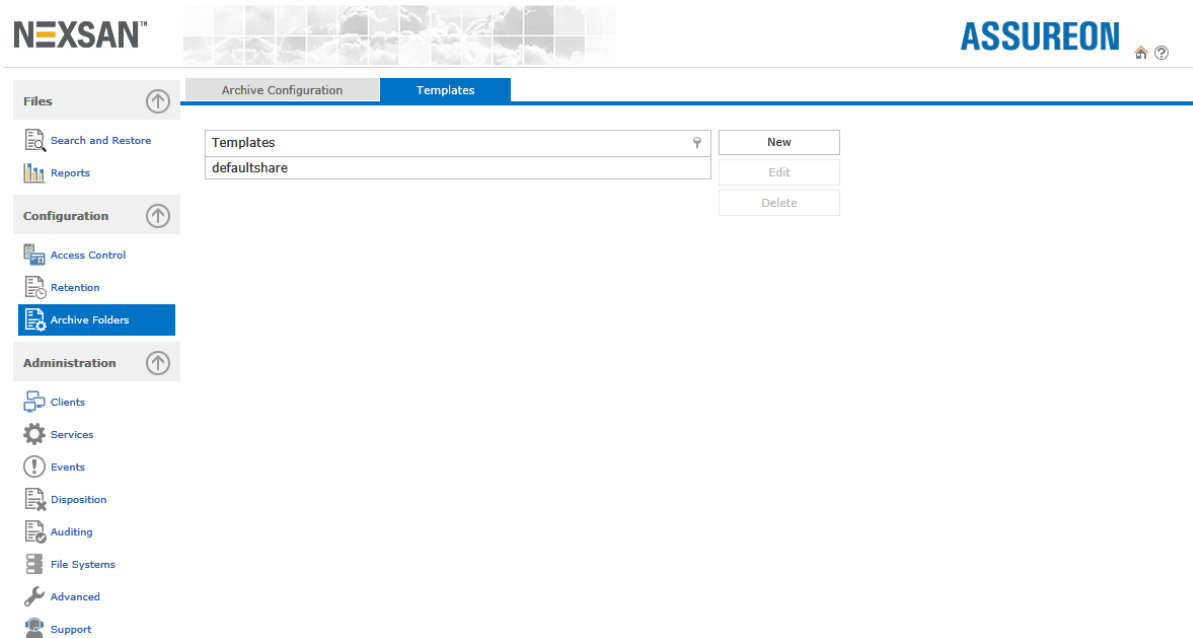 NEXSAN™
ASSUREON
Archive Configuration
Templates
Files
Search and Restore
Reports
Configuration
Access Control
Retention
Archive Folders
Administration
Clients
Services
Events
Disposition
Auditing
File Systems
Advanced
Support
Templates
defaultshare
New
Edit
Delete